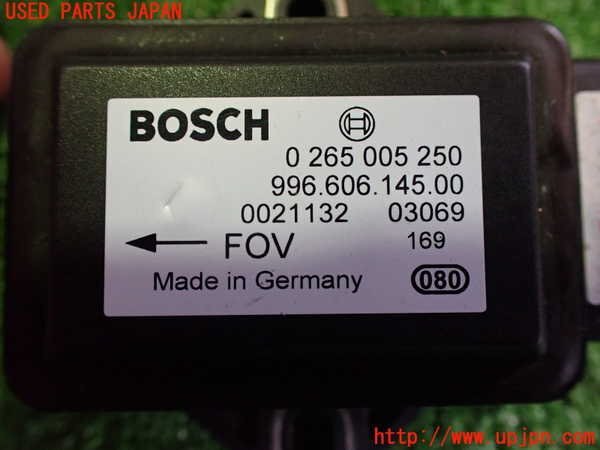 USED PARTS JAPAN
BOSCH
0 265 005 250
996.606.145.00
0021132 03069
FOV 169
Made in Germany 080
http://www.upjpn.com/